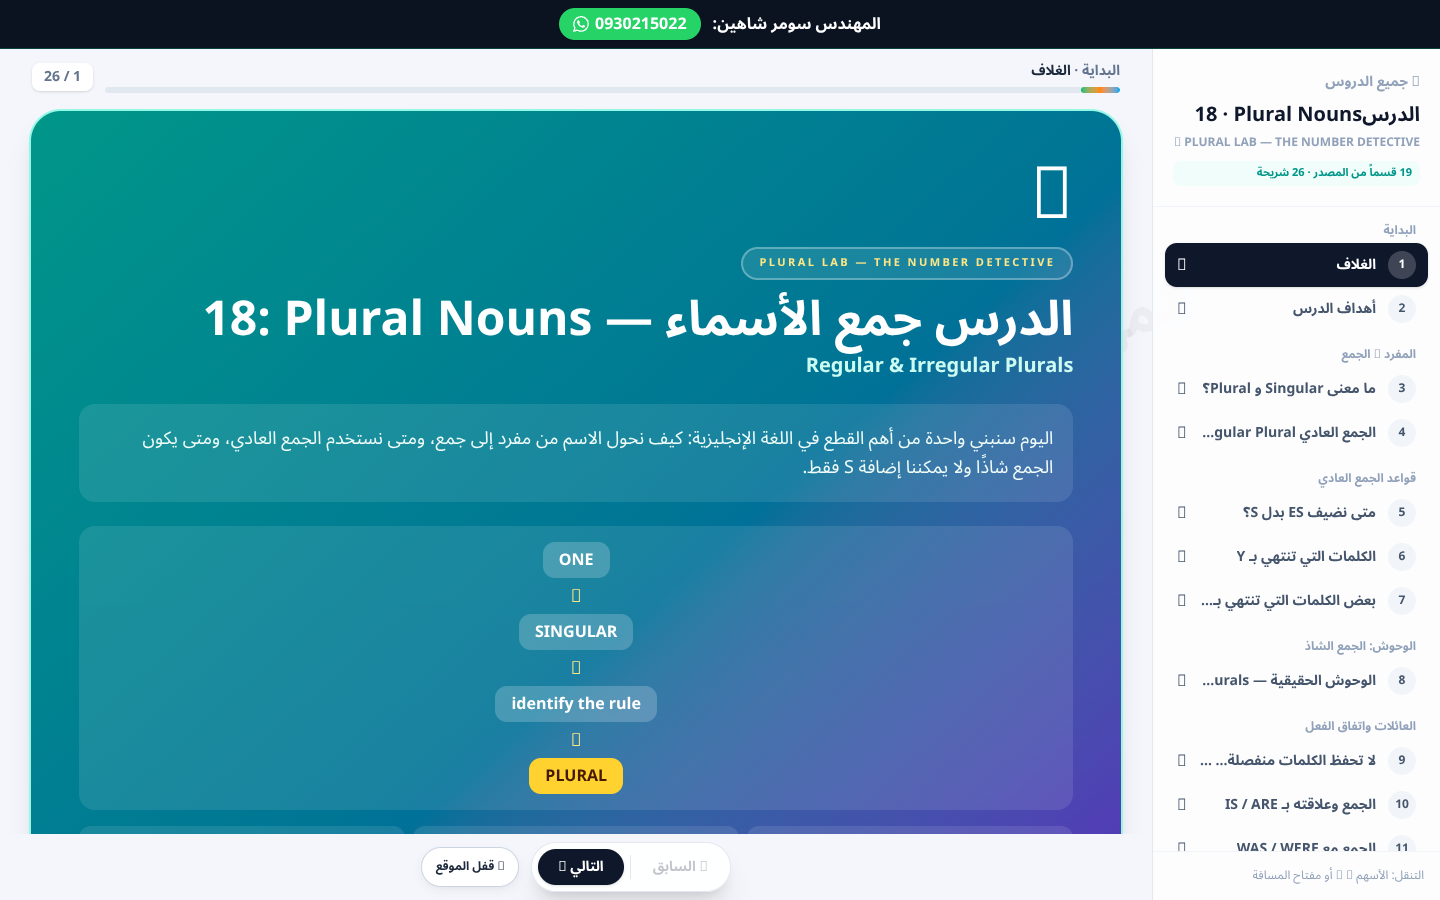 المهندس سومر شاهين: 0930215022
جميع الدروس
الدرس18 · Plural Nouns
PLURAL LAB — THE NUMBER DETECTIVE
19 قسماً من المصدر · 26 شريحة
البداية
1 الغلاف
2 أهداف الدرس
المفرد الجمع
3 ما معنى Singular و Plural؟
4 الجمع العادي gular Plural...
قواعد الجمع العادي
5 متى نضيف ES بدل S؟
6 الكلمات التي تنتهي بـ Y
7 بعض الكلمات التي تنتهي بـ...
الوحوش: الجمع الشاذ
8 الوحوش الحقيقية — urals...
العائلات واتفاق الفعل
9 لا تحفظ الكلمات منفصلة... ...
10 الجمع وعلاقته بـ IS / ARE
11 الجمع مع WAS / WERE
التنقل: الأسهم أو مفتاح المسافة
البداية · الغلاف
26 / 1
PLURAL LAB — THE NUMBER DETECTIVE
الدرس 18: Plural Nouns — جمع الأسماء
Regular & Irregular Plurals
اليوم سنبني واحدة من أهم القطع في اللغة الإنجليزية: كيف نحول الاسم من مفرد إلى جمع، ومتى نستخدم الجمع العادي، ومتى يكون
الجمع شاذًا ولا يمكننا إضافة S فقط.
ONE
SINGULAR
identify the rule
PLURAL
السابق
التالي
قفل الموقع